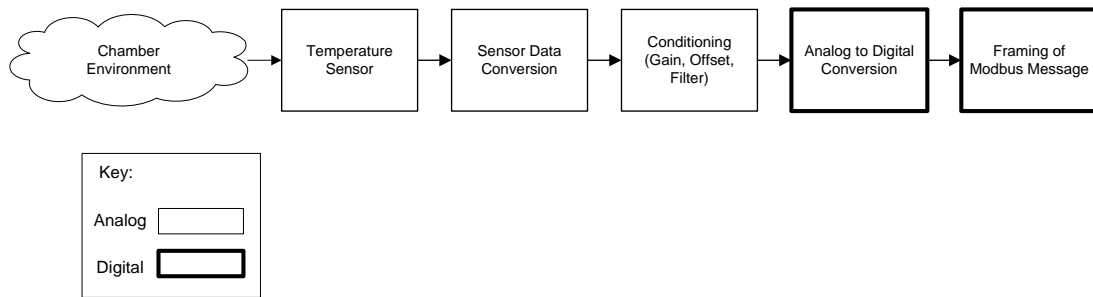 Chamber
Environment
Temperature
Sensor
Sensor Data
Conversion
Conditioning
(Gain, Offset,
Filter)
Analog to Digital
Conversion
Framing of
Modbus Message
Key:
Analog
Digital